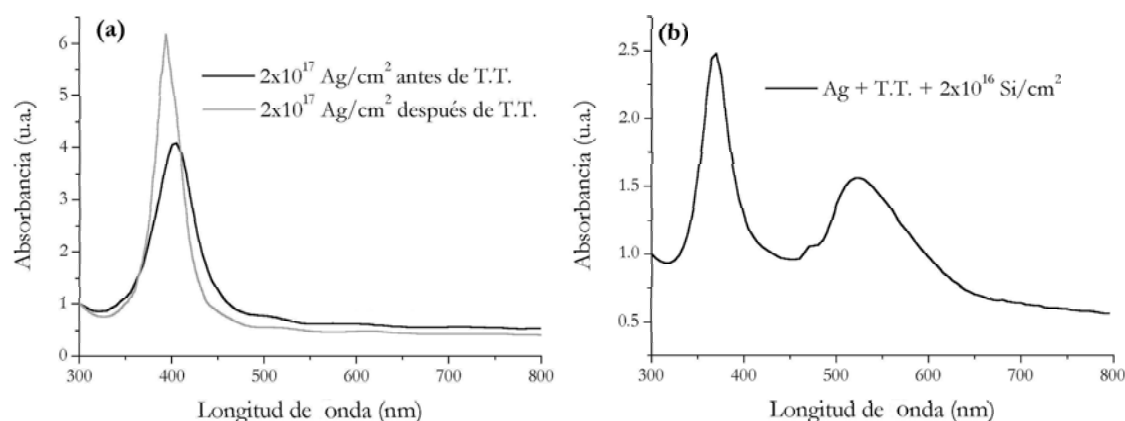 (a)
2x10^17 Ag/cm^2 antes de T.T.
2x10^17 Ag/cm^2 después de T.T.
Absorbancia (u.a.)
6
5
4
3
2
1
0
300 400 500 600 700 800
Longitud de onda (nm)
(b)
Ag + T.T. + 2x10^16 Si/cm^2
Absorbancia (u.a.)
2.5
2.0
1.5
1.0
0.5
300 400 500 600 700 800
Longitud de onda (nm)